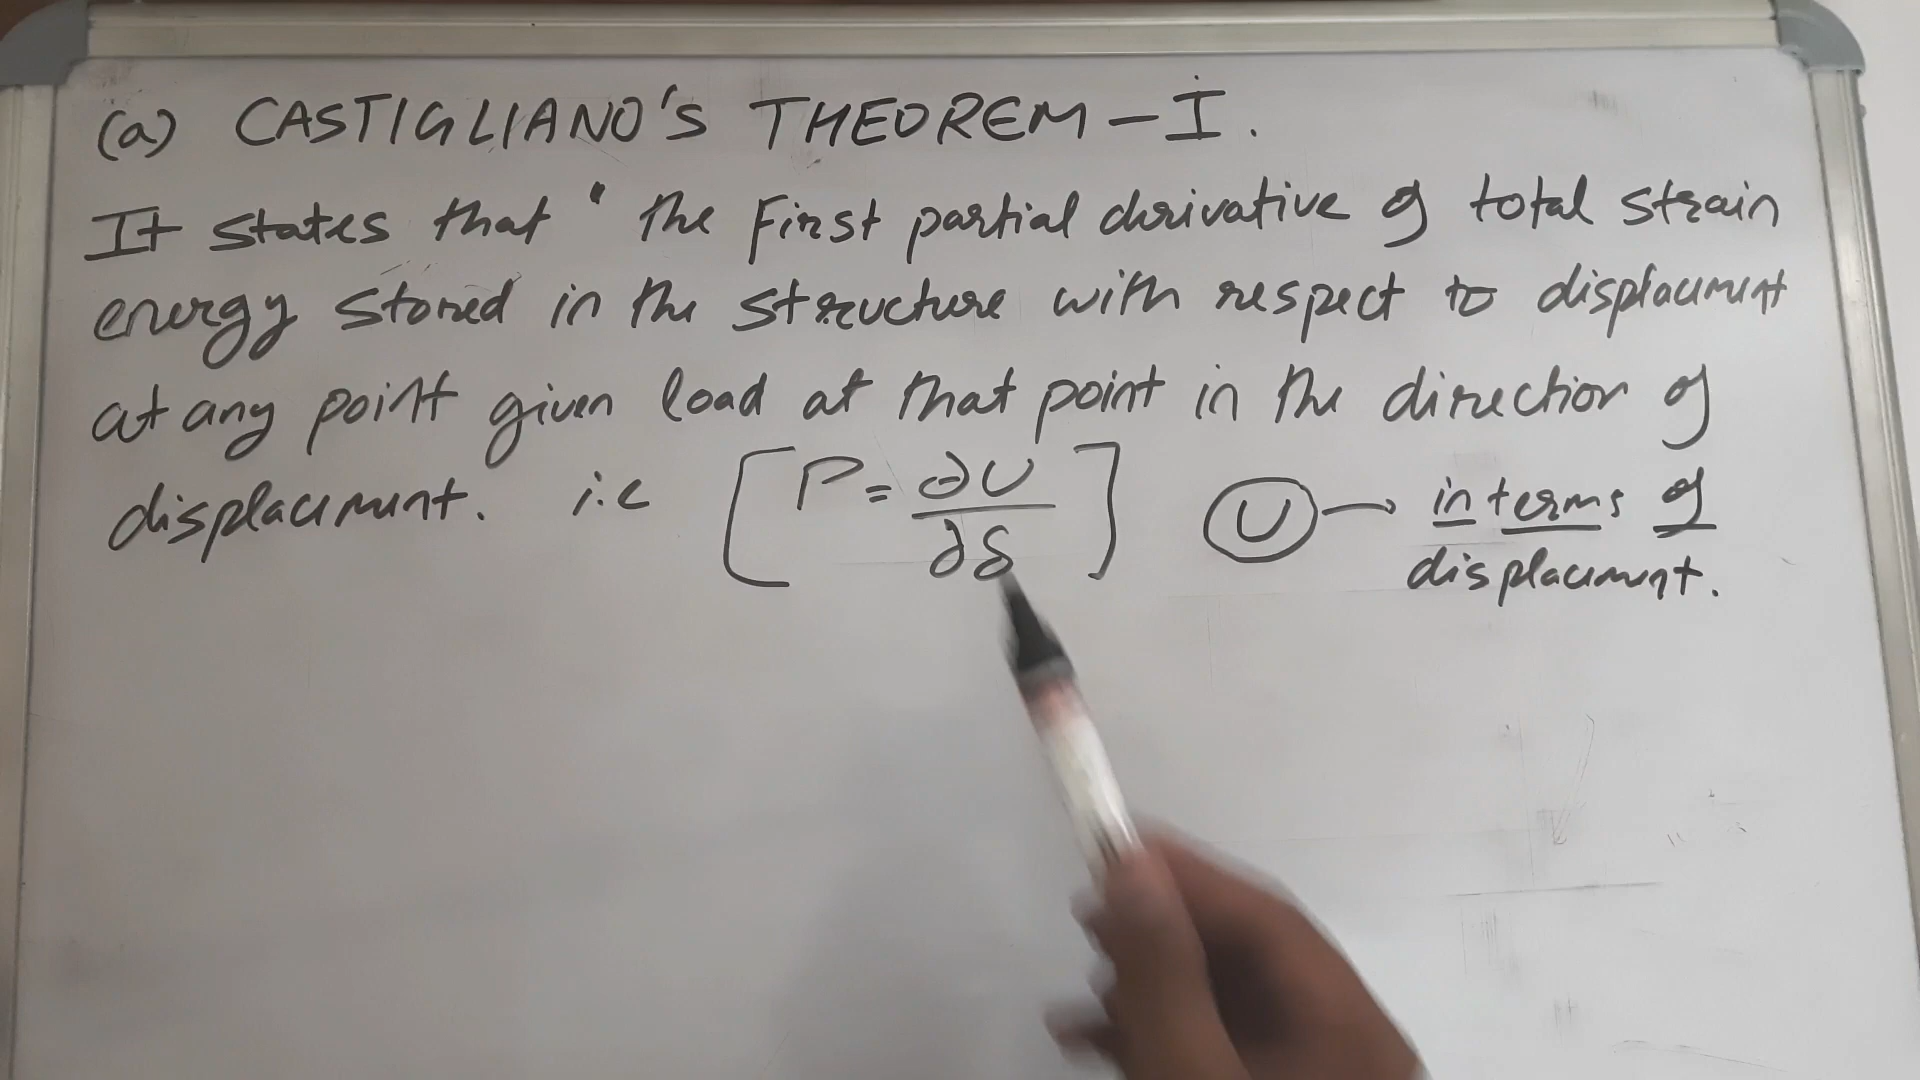 (a) CASTIGLIANO'S THEOREM - I.
It states that " the First partial derivative of total strain
energy stored in the structure with respect to displacement
at any point given load at that point in the direction of
displacement. i.e [P = ∂U/∂δ] U → in terms of
displacement.